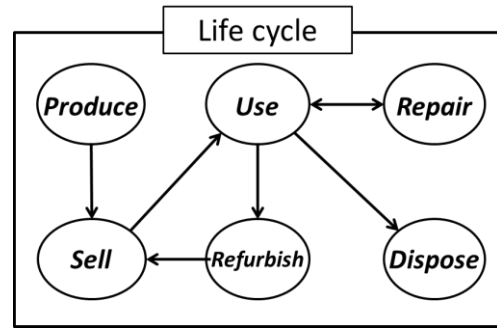 Life cycle
Produce
Use
Repair
Sell
Refurbish
Dispose